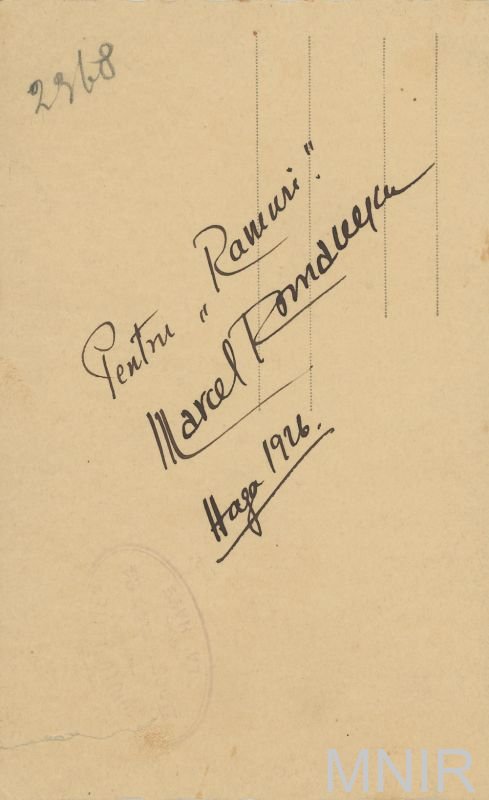 2368
Pentru „Ramuri".
Marcel Romanescu
Haga 1926.
MNIR